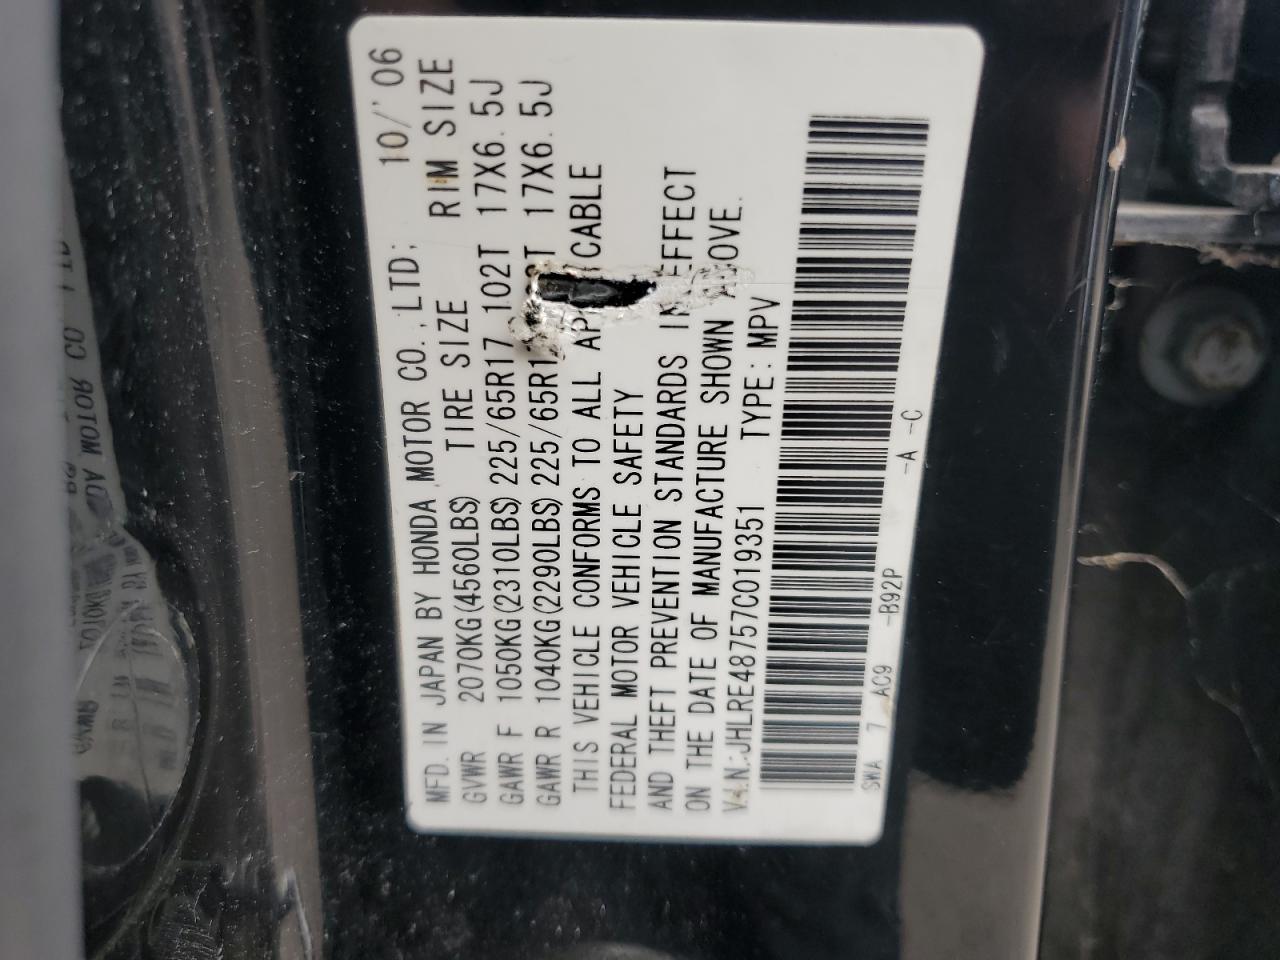 MFD. IN JAPAN BY HONDA MOTOR CO., LTD; 10/'06
GVWR 2070KG(4560LBS) TIRE SIZE RIM SIZE
GAWR F 1050KG(2310LBS) 225/65R17 102T 17X6.5J
GAWR R 1040KG(2290LBS) 225/65R1 2T 17X6.5J
THIS VEHICLE CONFORMS TO ALL AP CABLE
FEDERAL MOTOR VEHICLE SAFETY
AND THEFT PREVENTION STANDARDS IN EFFECT
ON THE DATE OF MANUFACTURE SHOWN A OVE.
V.I.N.:JHLRE48757C019351 TYPE: MPV
SWA 7 AC9 -B92P -A -C